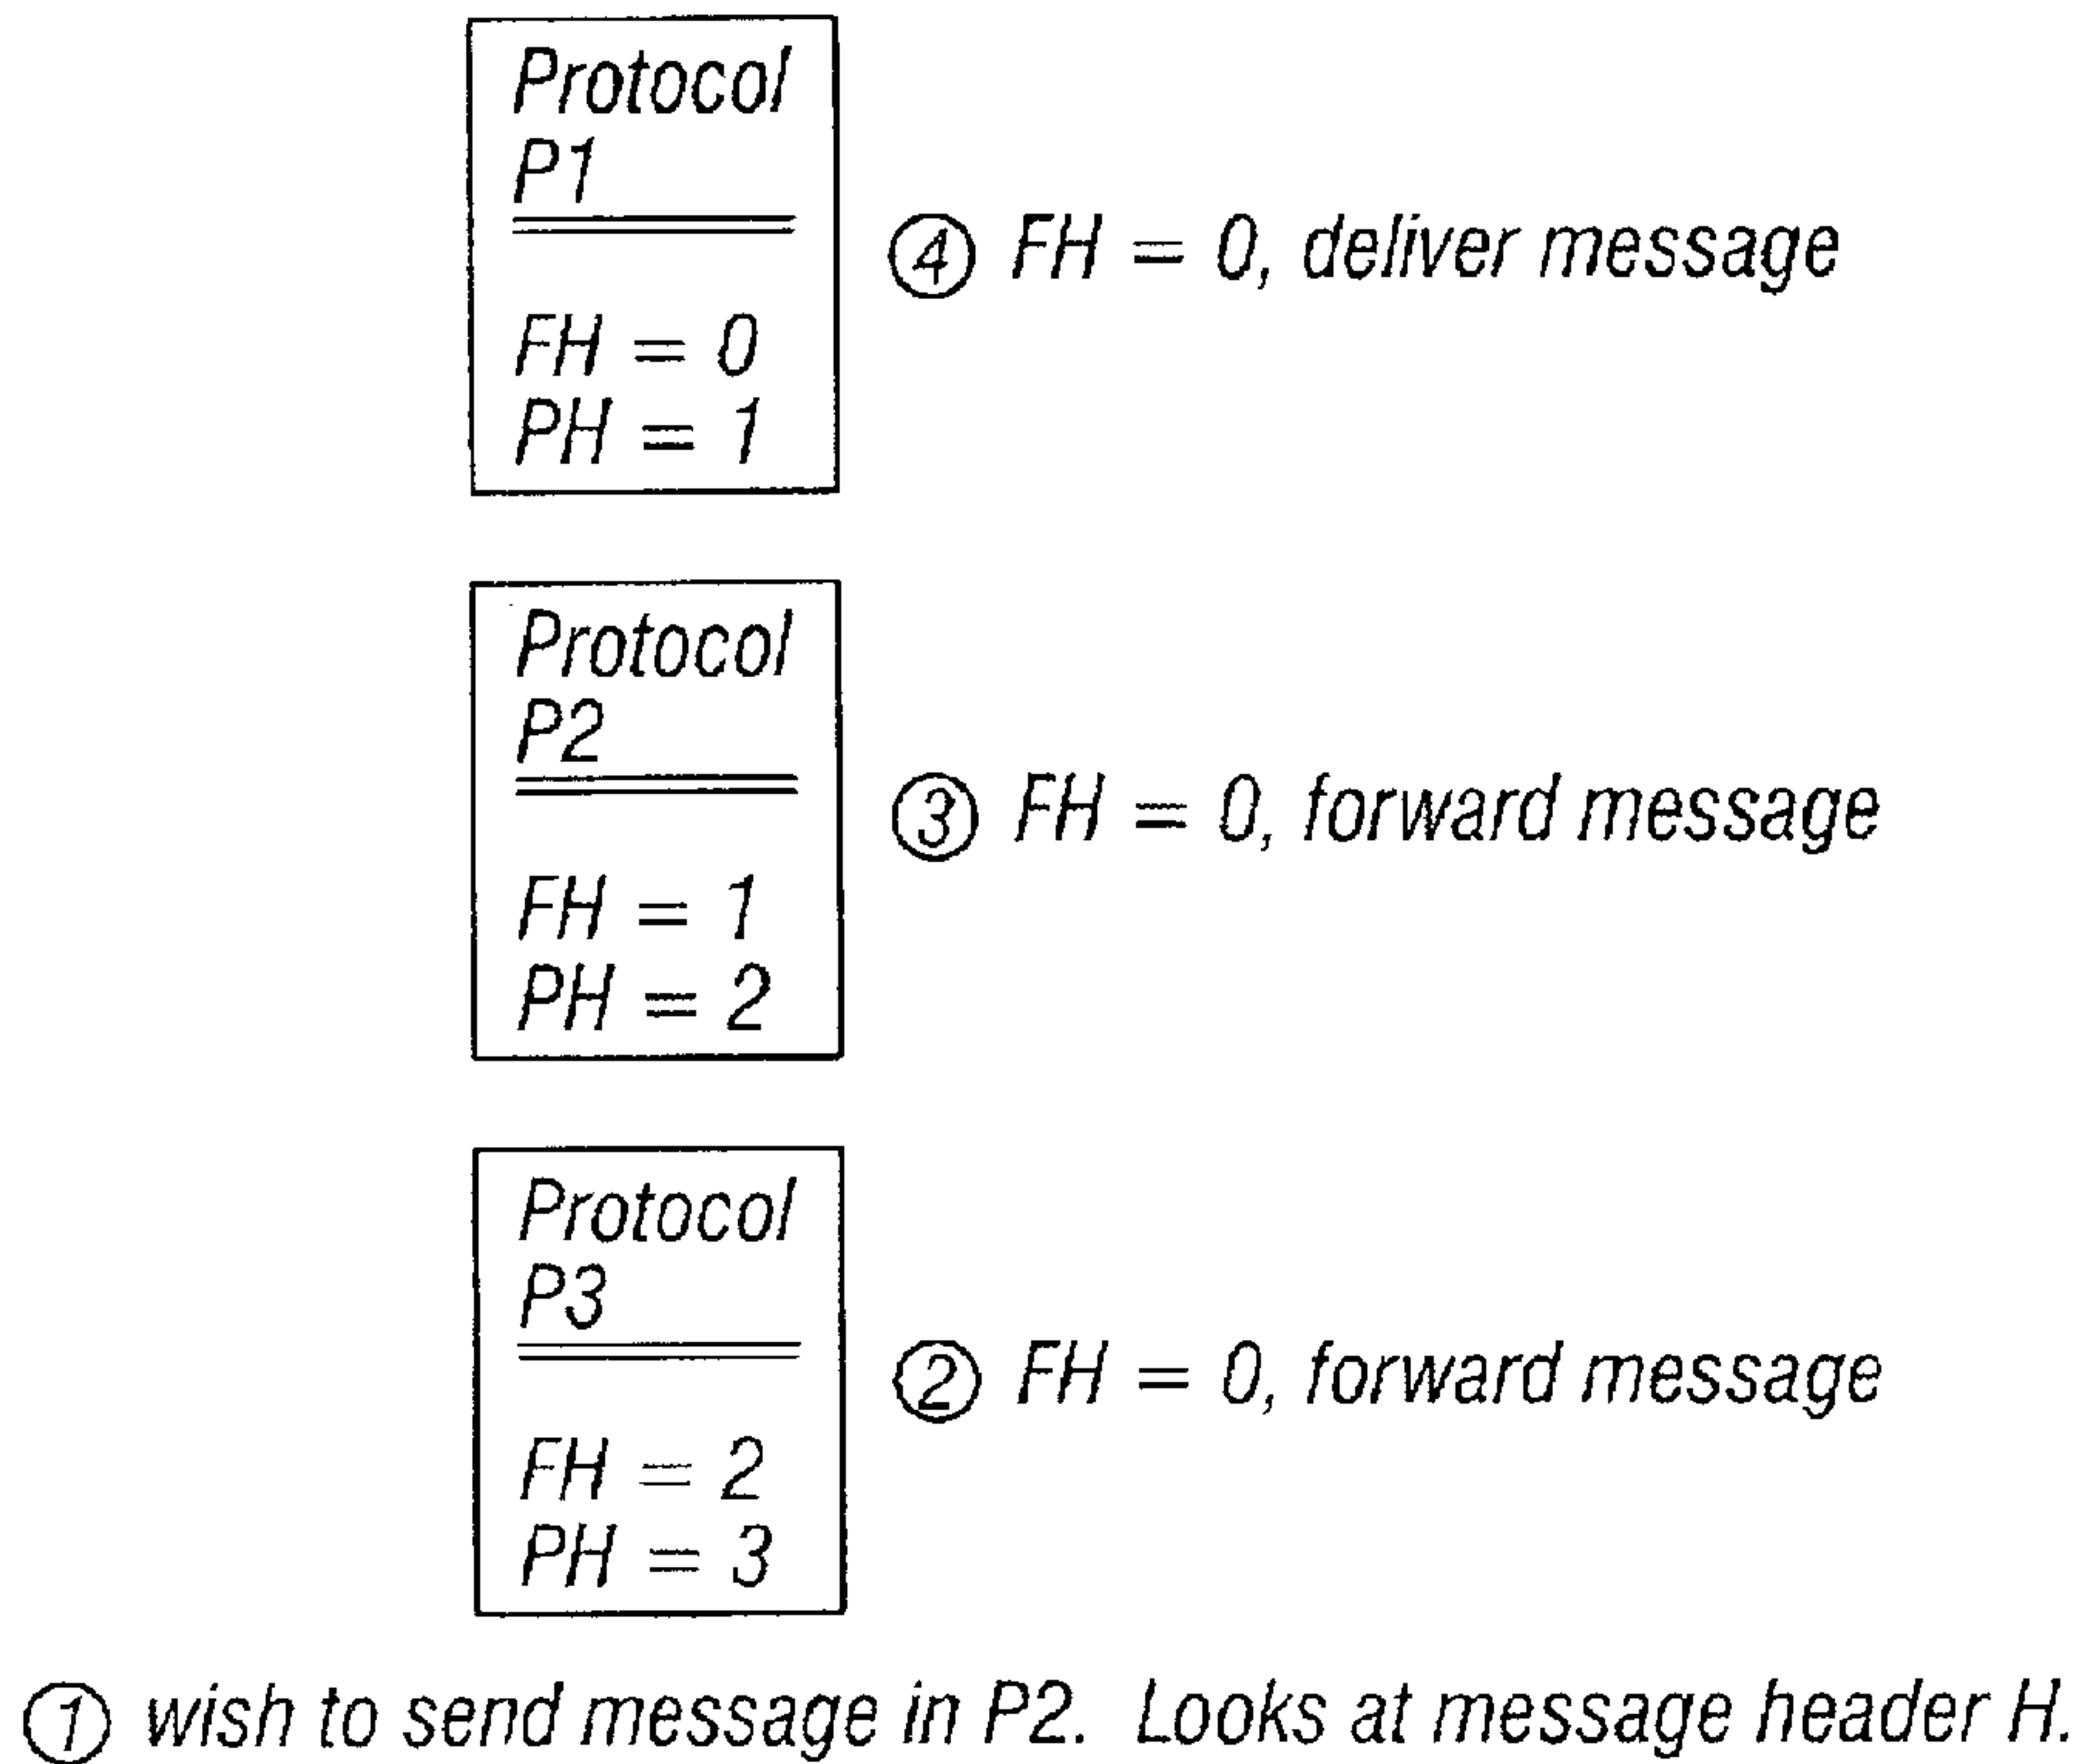 Protocol
P1
④ FH = 0, deliver message
FH = 0
PH = 1
Protocol
P2
③ FH = 0, forward message
FH = 1
PH = 2
Protocol
P3
② FH = 0, forward message
FH = 2
PH = 3
① wish to send message in P2. Looks at message header H.